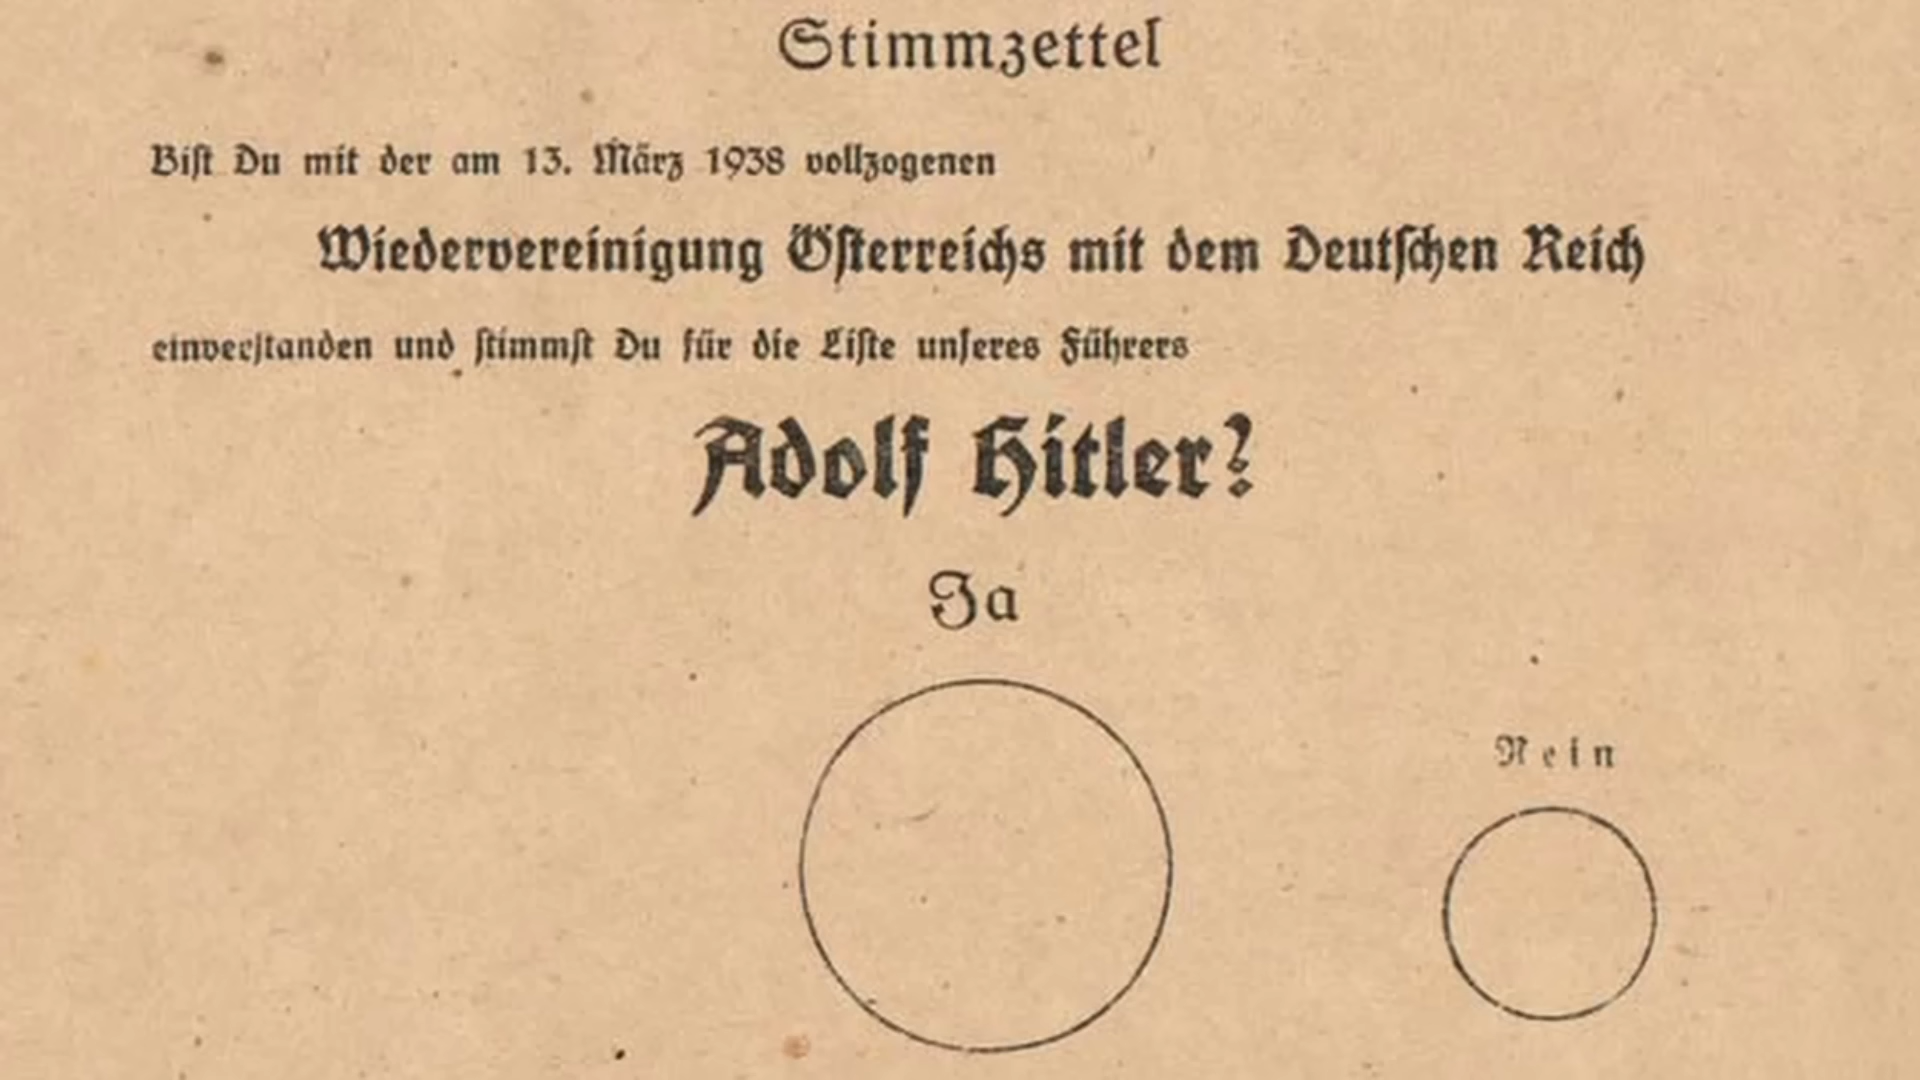 Stimmzettel
Bist Du mit der am 13. März 1938 vollzogenen
Wiedervereinigung Österreichs mit dem Deutschen Reich
einverstanden und stimmst Du für die Liste unseres Führers
Adolf Hitler?
Ja
Nein